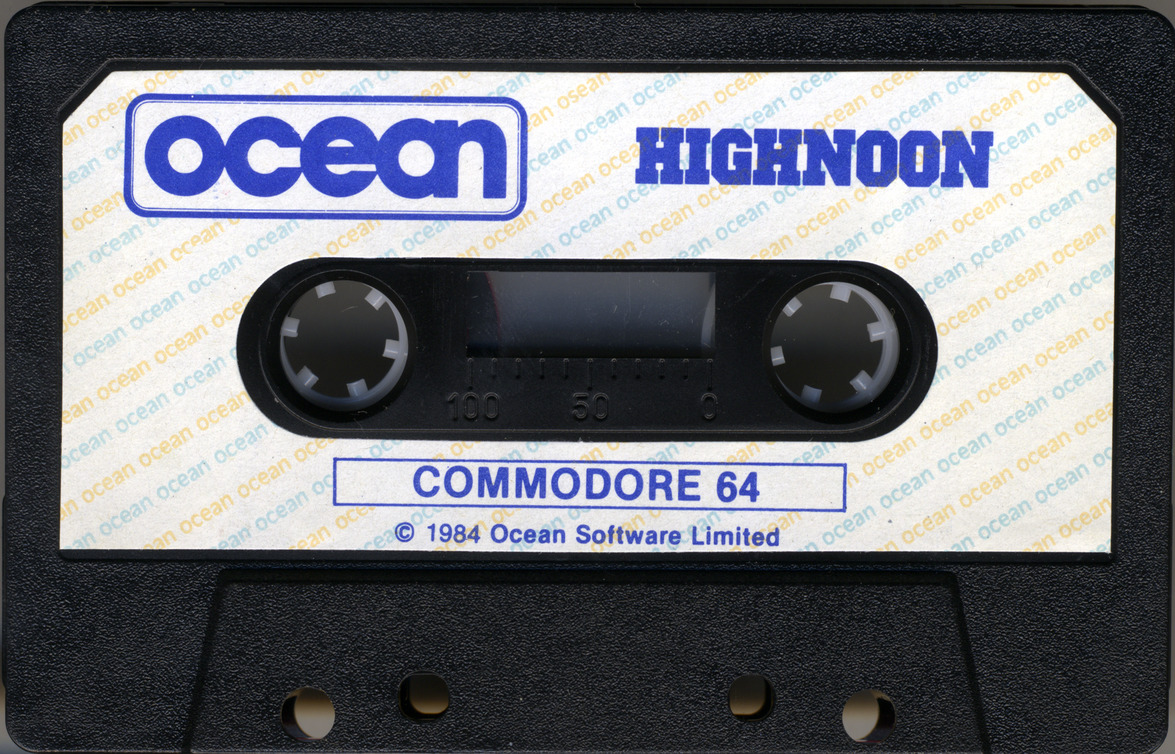 ocean
HIGHNOON
100 50 0
COMMODORE 64
© 1984 Ocean Software Limited